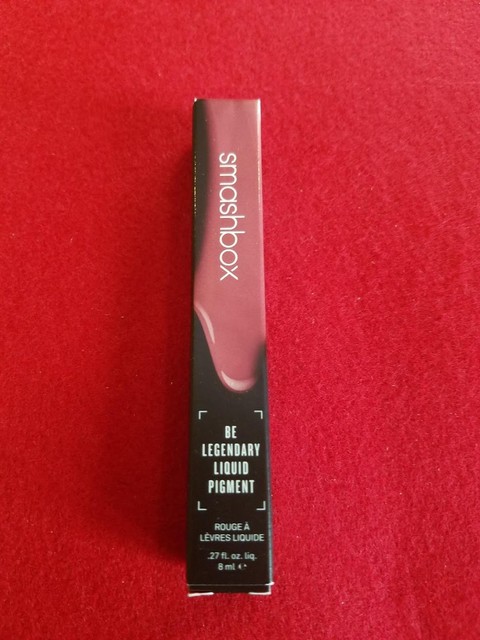 smashbox
BE
LEGENDARY
LIQUID
PIGMENT
ROUGE À
LÈVRES LIQUIDE
.27 fl. oz. liq.
8 ml